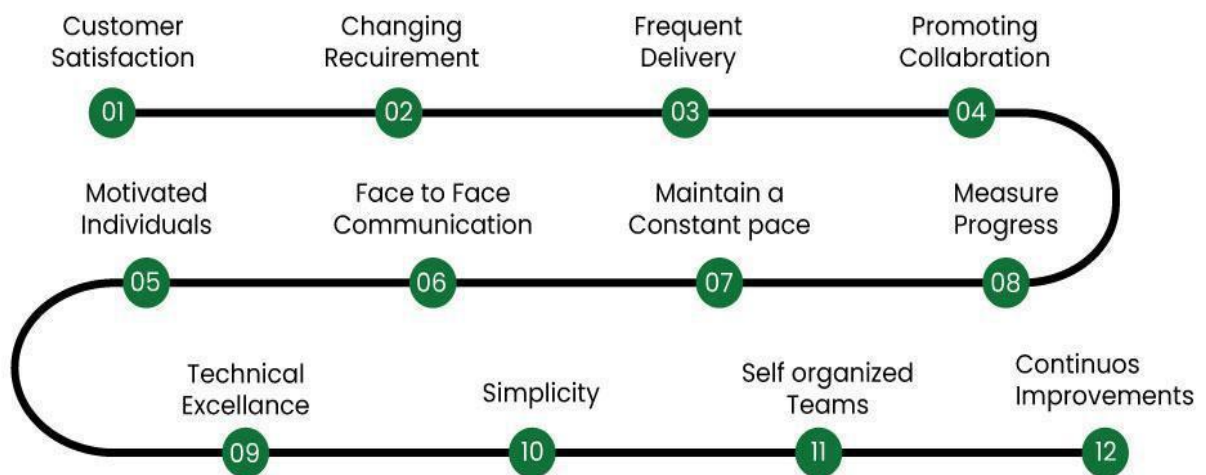 Customer
Satisfaction
01
Changing
Recuirement
02
Frequent
Delivery
03
Promoting
Collabration
04
Motivated
Individuals
05
Face to Face
Communication
06
Maintain a
Constant pace
07
Measure
Progress
08
Technical
Excellance
09
Simplicity
10
Self organized
Teams
11
Continuos
Improvements
12